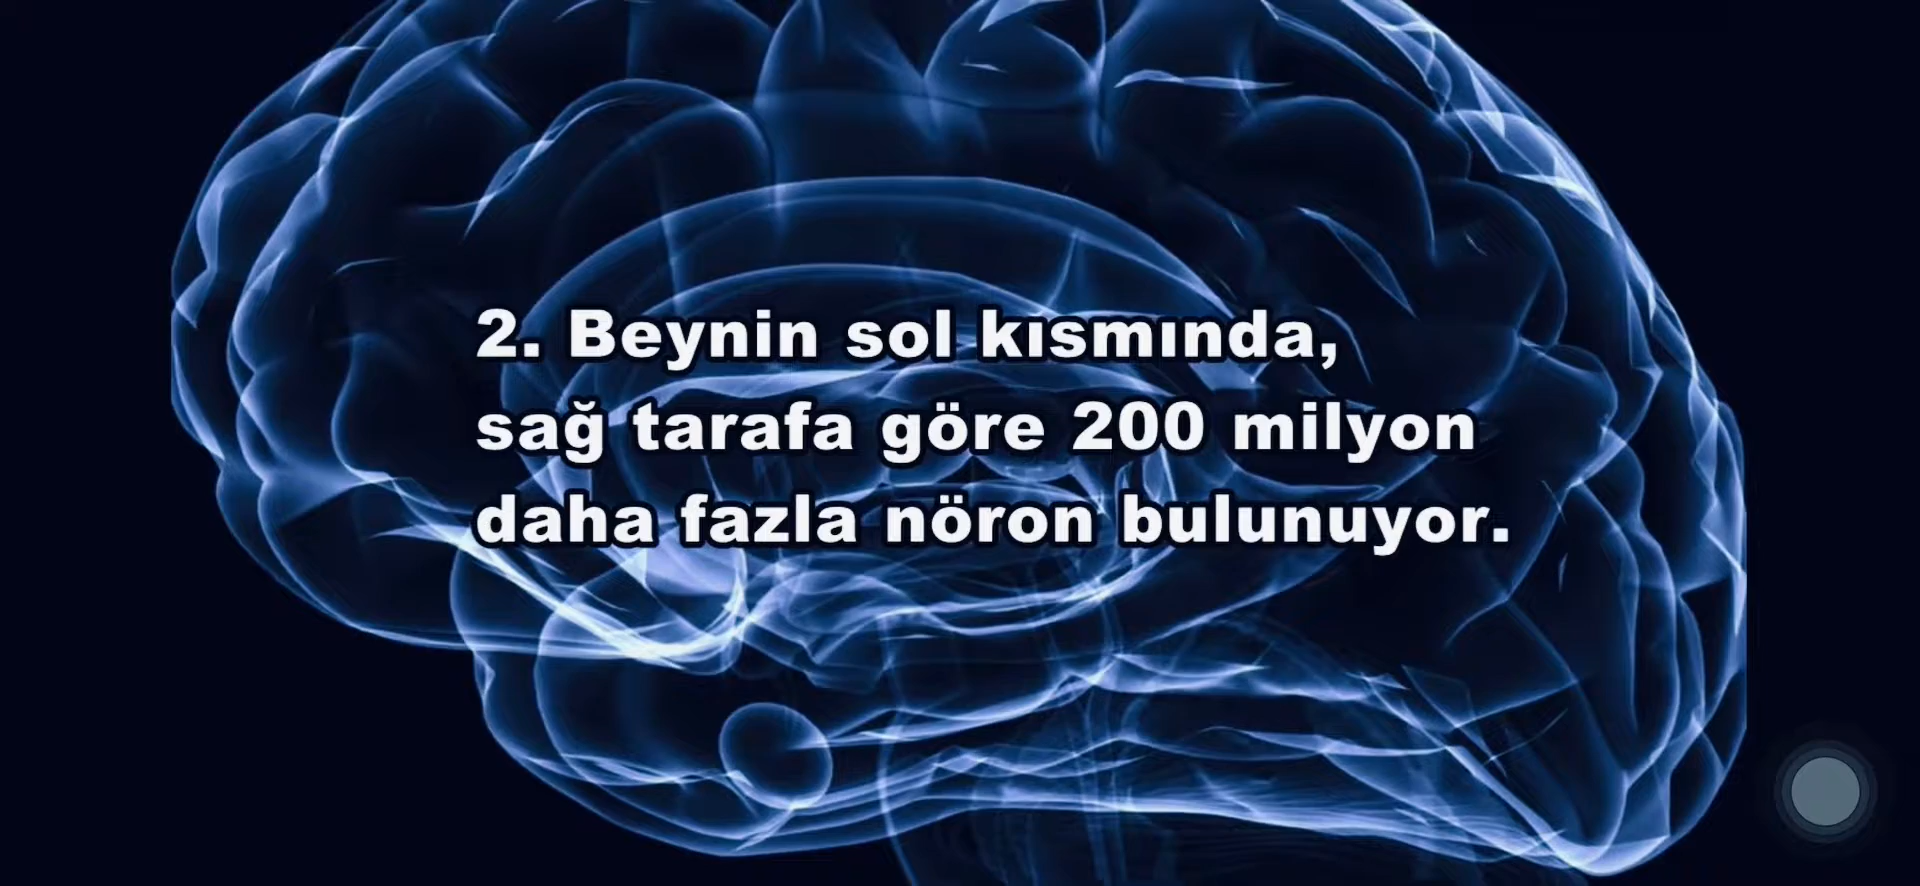 2. Beynin sol kısmında,
sağ tarafa göre 200 milyon
daha fazla nöron bulunuyor.